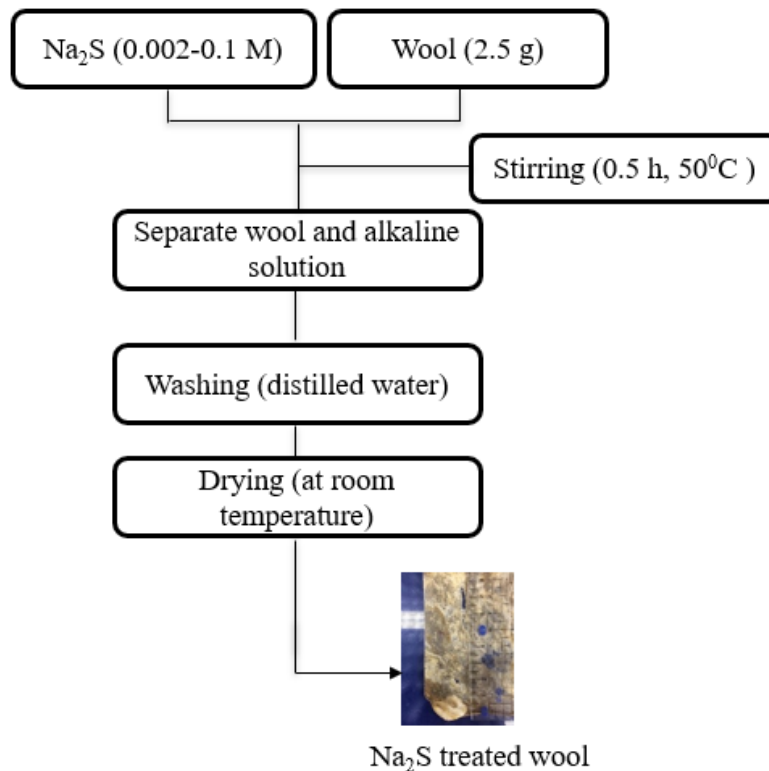 Na₂S (0.002-0.1 M)
Wool (2.5 g)
Stirring (0.5 h, 50⁰C )
Separate wool and alkaline
solution
Washing (distilled water)
Drying (at room
temperature)
Na₂S treated wool